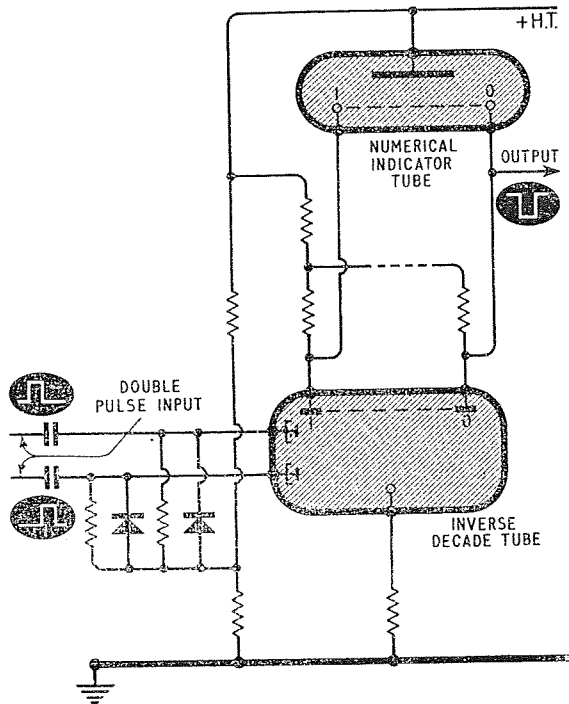 +H.T.
1 0
NUMERICAL
INDICATOR
TUBE
OUTPUT
DOUBLE
PULSE INPUT
1 0
INVERSE
DECADE TUBE